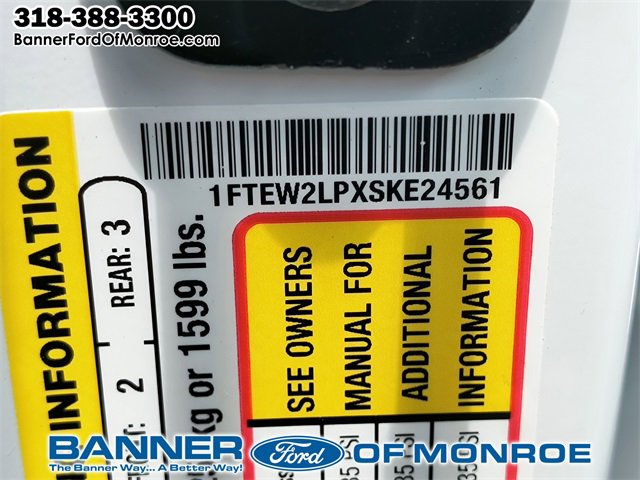 318-388-3300
BannerFordOfMonroe.com
1FTEW2LPXSKE24561
INFORMATION
REAR: 3
2
kg or 1599 lbs.
SEE OWNERS
MANUAL FOR
ADDITIONAL
INFORMATION
BANNER Ford OF MONROE
The Banner Way... A Better Way!